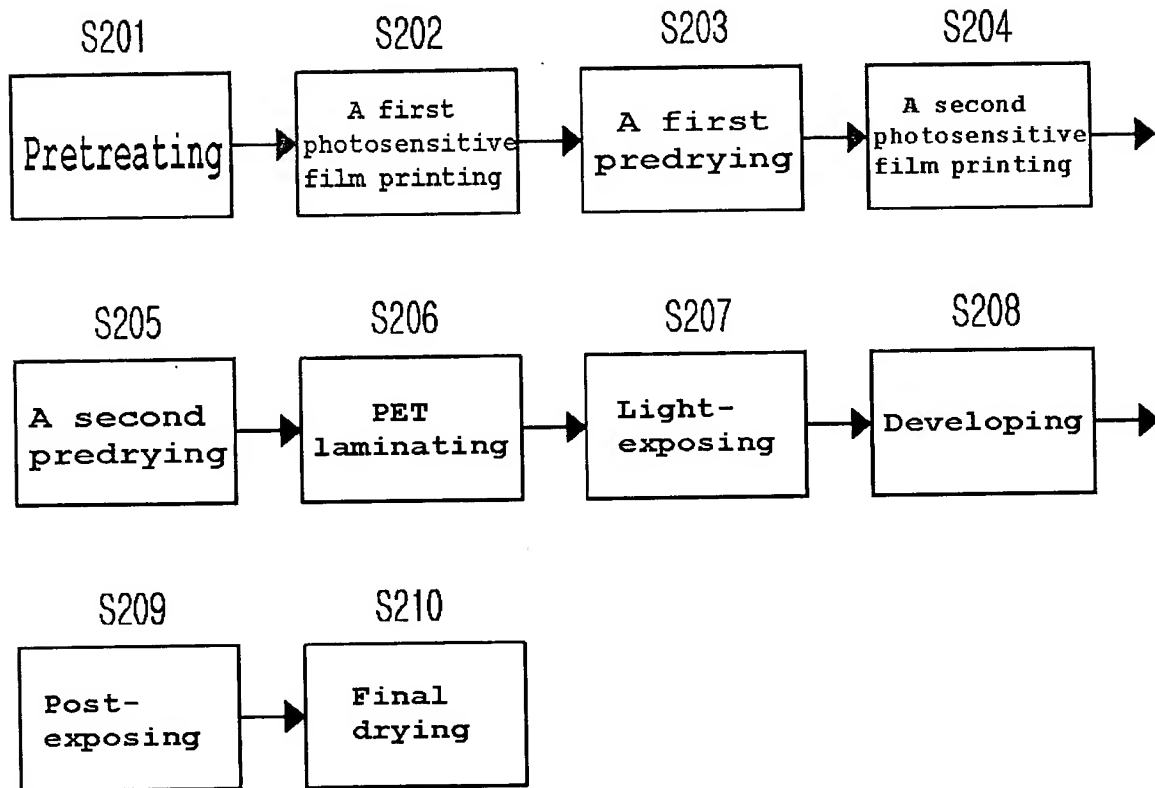 S201
S202
S203
S204
Pretreating
A first
photosensitive
film printing
A first
predrying
A second
photosensitive
film printing
S205
S206
S207
S208
A second
predrying
PET
laminating
Light-
exposing
Developing
S209
S210
Post-
exposing
Final
drying